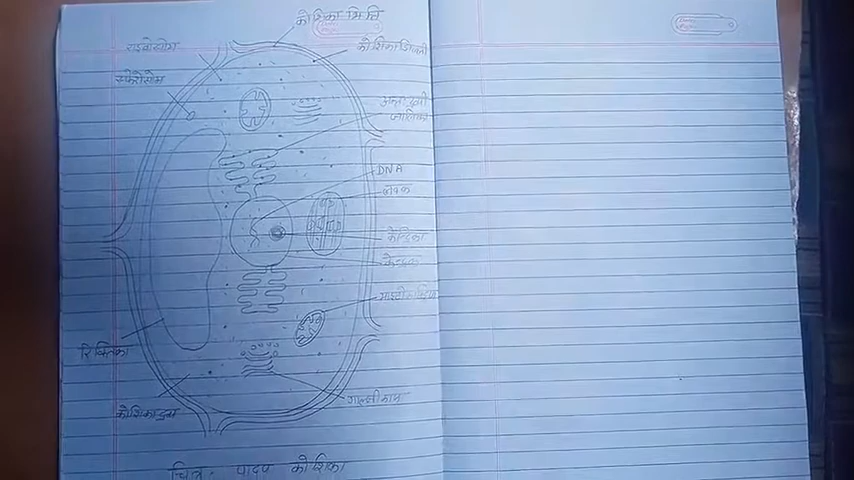 कोशिका भित्ति
राइबोसोम
कोशिका झिल्ली
स्फेरोसोम
अन्तःद्रव्यी
जालिका
DNA
लवक
केन्द्रिका
केन्द्रक
माइटोकॉन्ड्रिया
रिक्तिका
गाल्जीकाय
कोशिकाद्रव्य
चित्र: पादप कोशिका